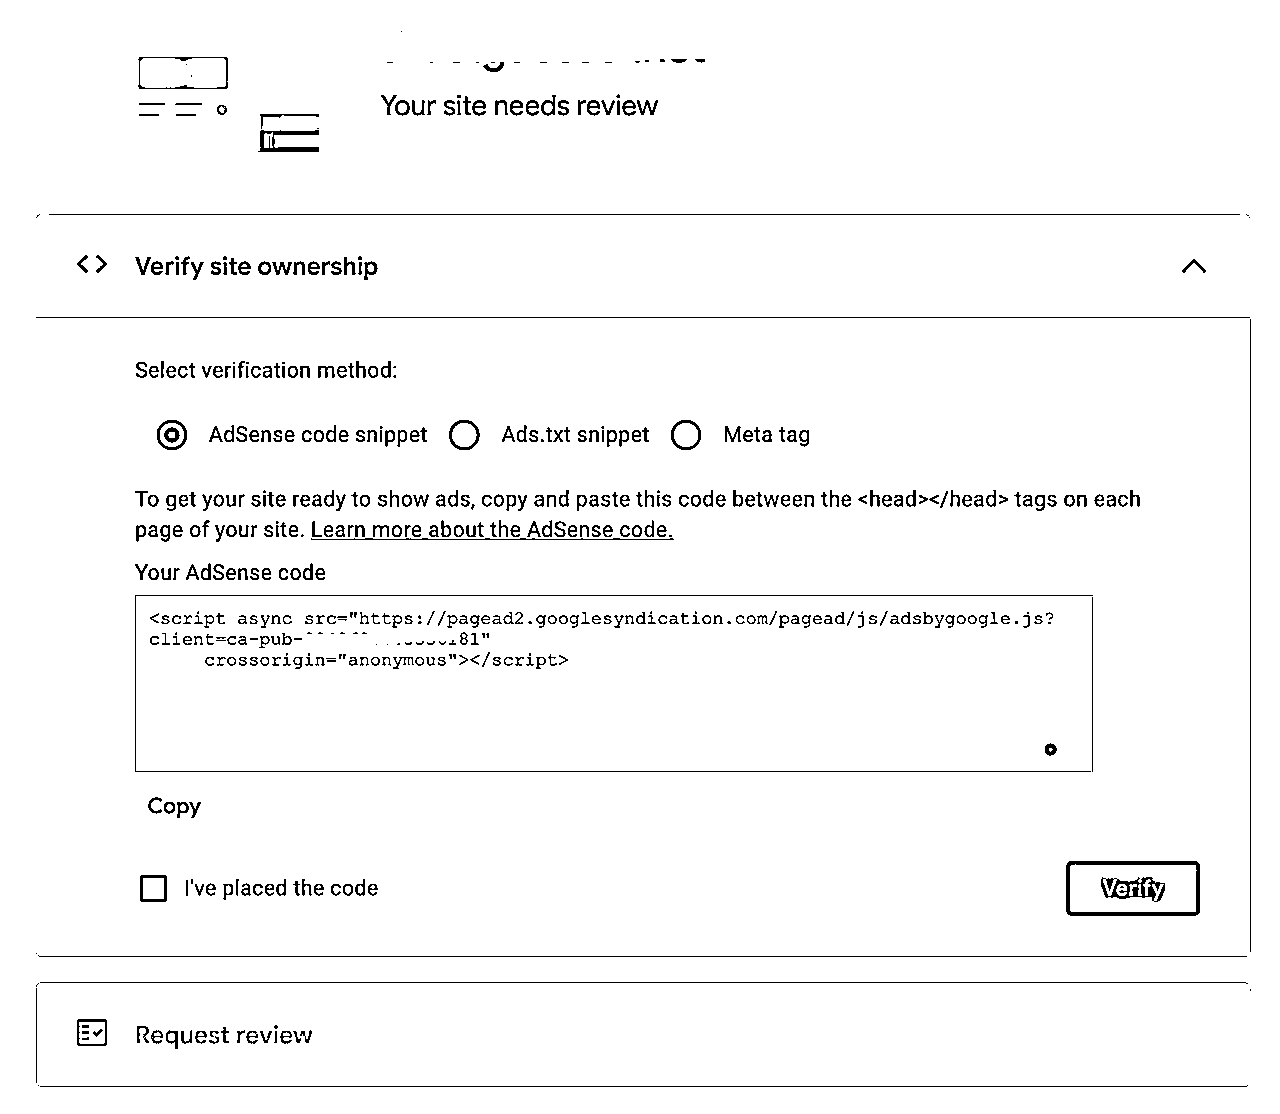 Your site needs review
<> Verify site ownership
Select verification method:
AdSense code snippet Ads.txt snippet Meta tag
To get your site ready to show ads, copy and paste this code between the <head></head> tags on each
page of your site. Learn more about the AdSense code.
Your AdSense code
<script async src="https://pagead2.googlesyndication.com/pagead/js/adsbygoogle.js?
client=ca-pub-
crossorigin="anonymous"></script>
Copy
I've placed the code
Verify
Request review